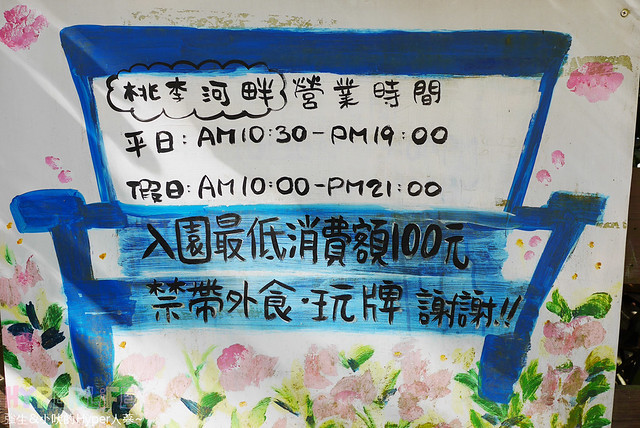 桃李河畔 營業時間
平日：AM10:30-PM19:00
假日：AM10:00-PM21:00
入園最低消費額100元
禁帶外食．玩牌 謝謝!!